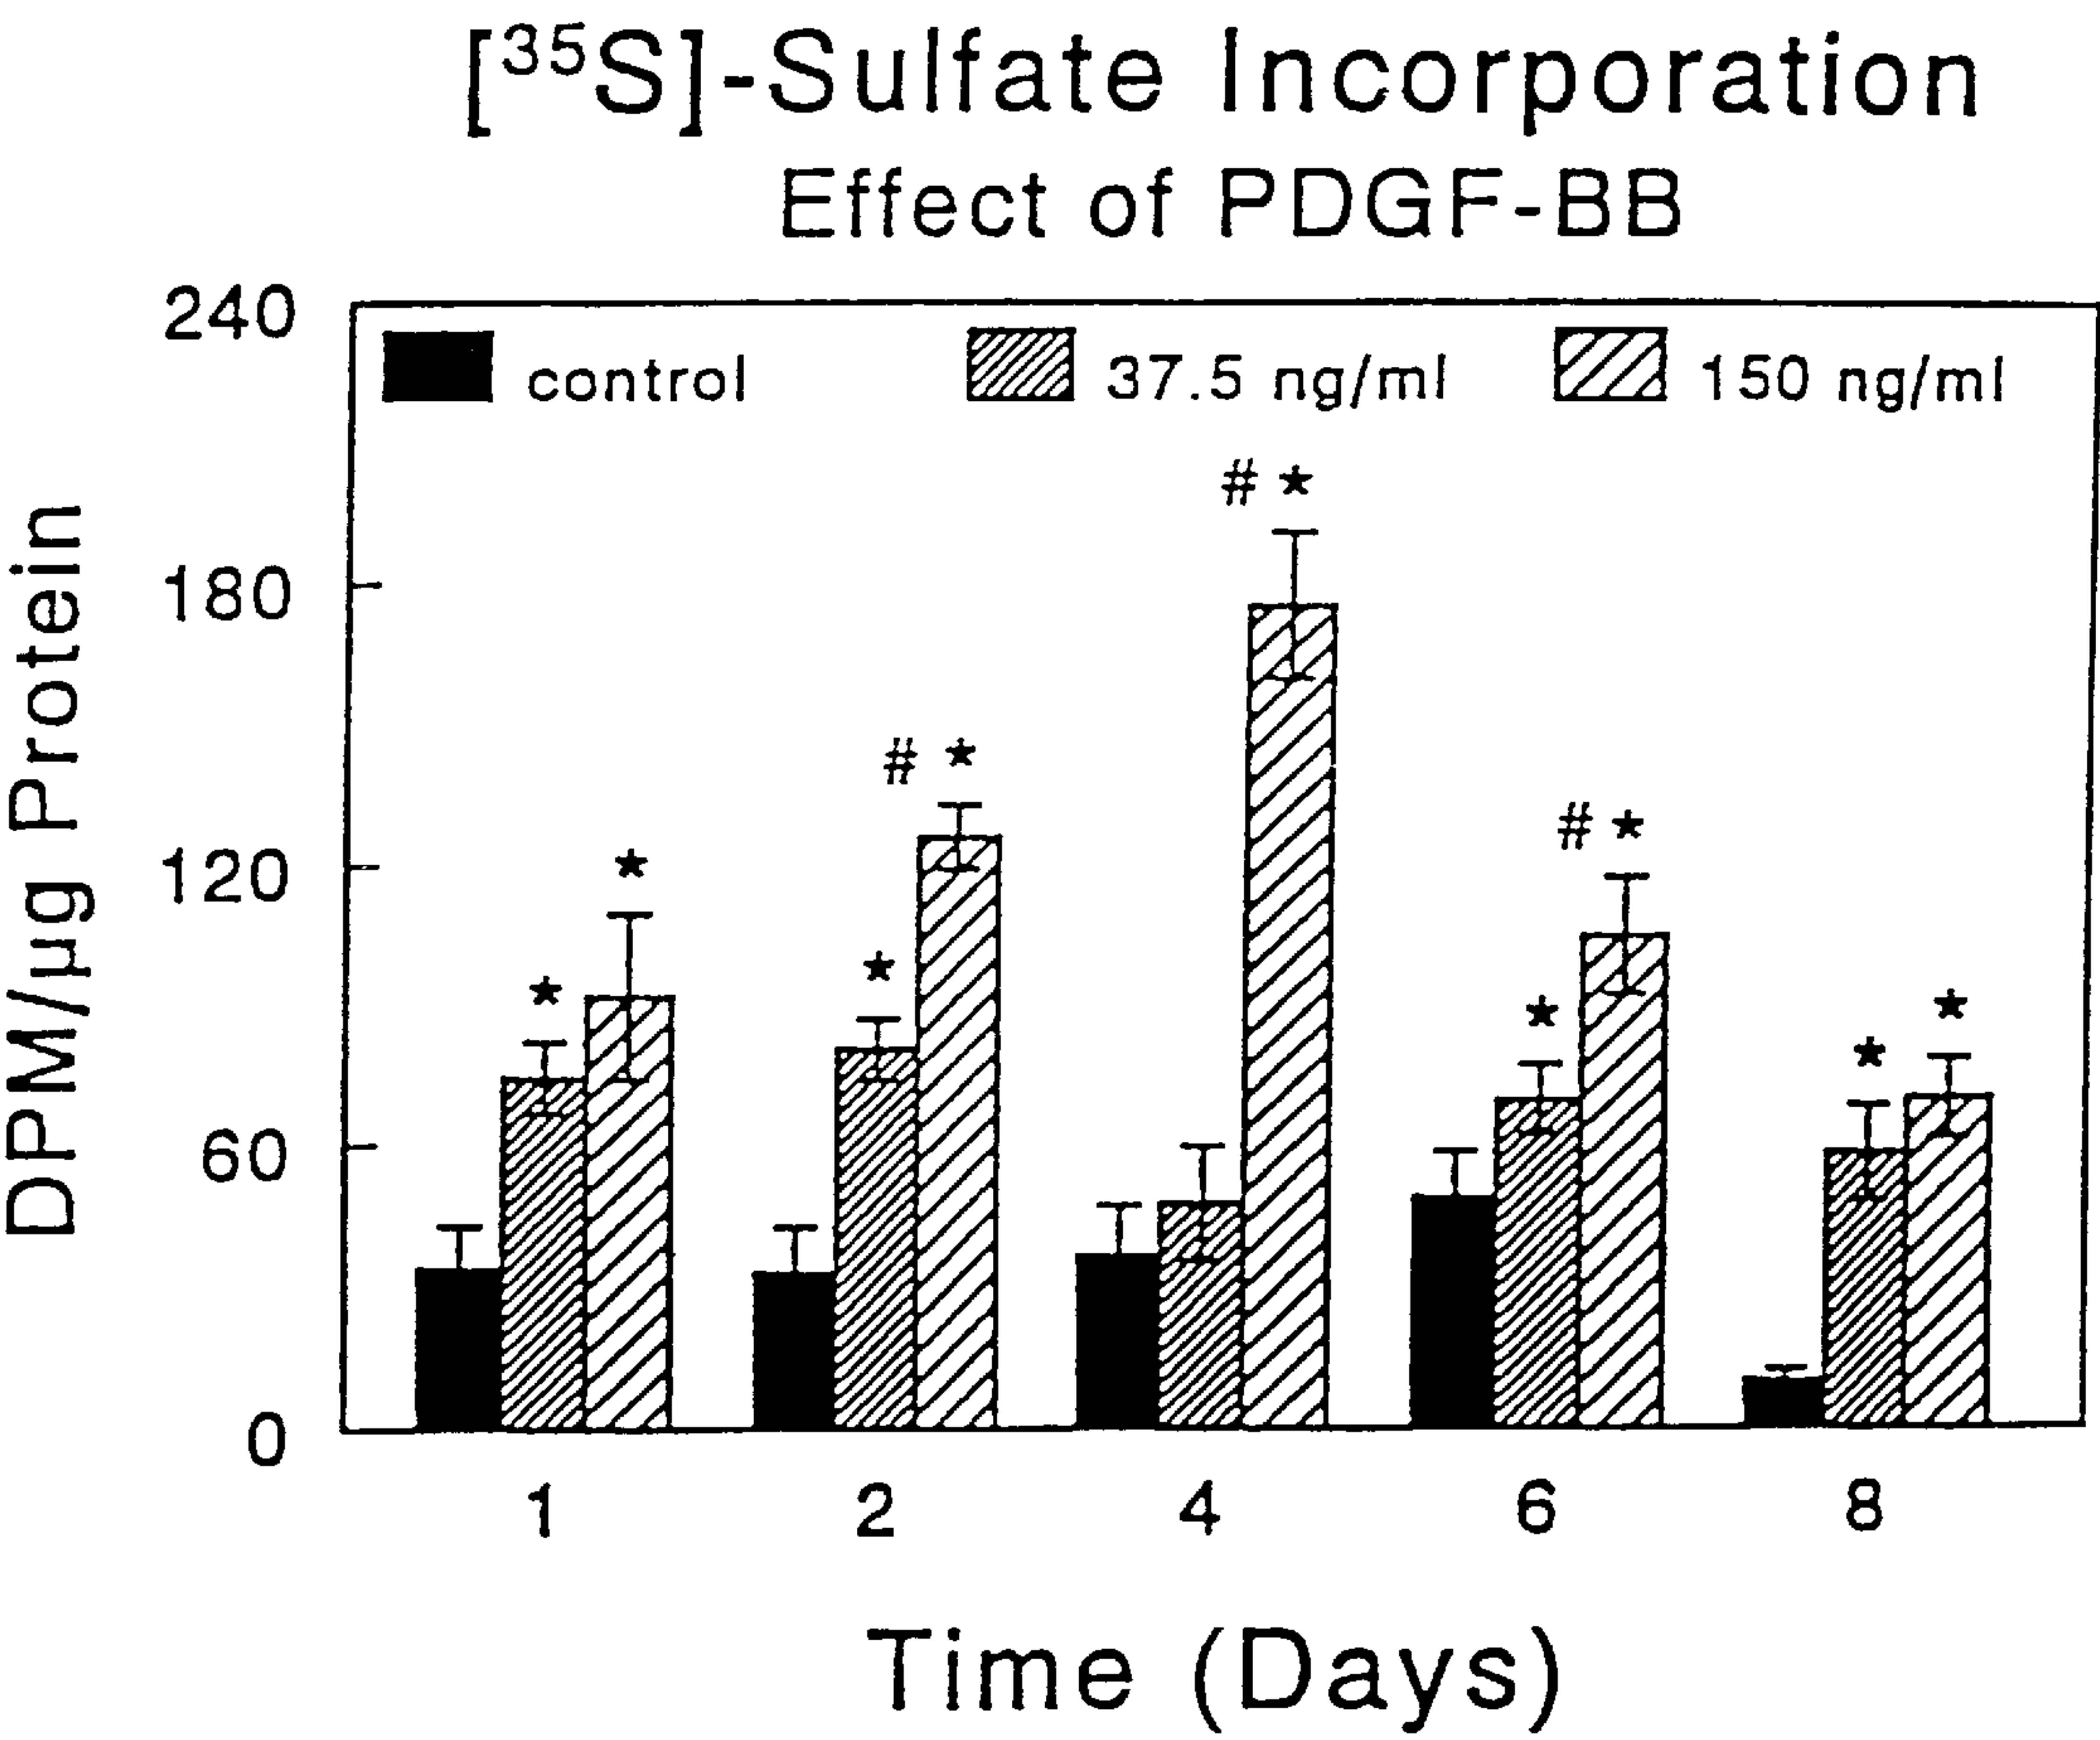 [³⁵S]-Sulfate Incorporation
Effect of PDGF-BB
240
control 37.5 ng/ml 150 ng/ml
# *
180
# *
# *
120
*
*
*
*
*
*
60
0
1 2 4 6 8
DPM/µg Protein
Time (Days)